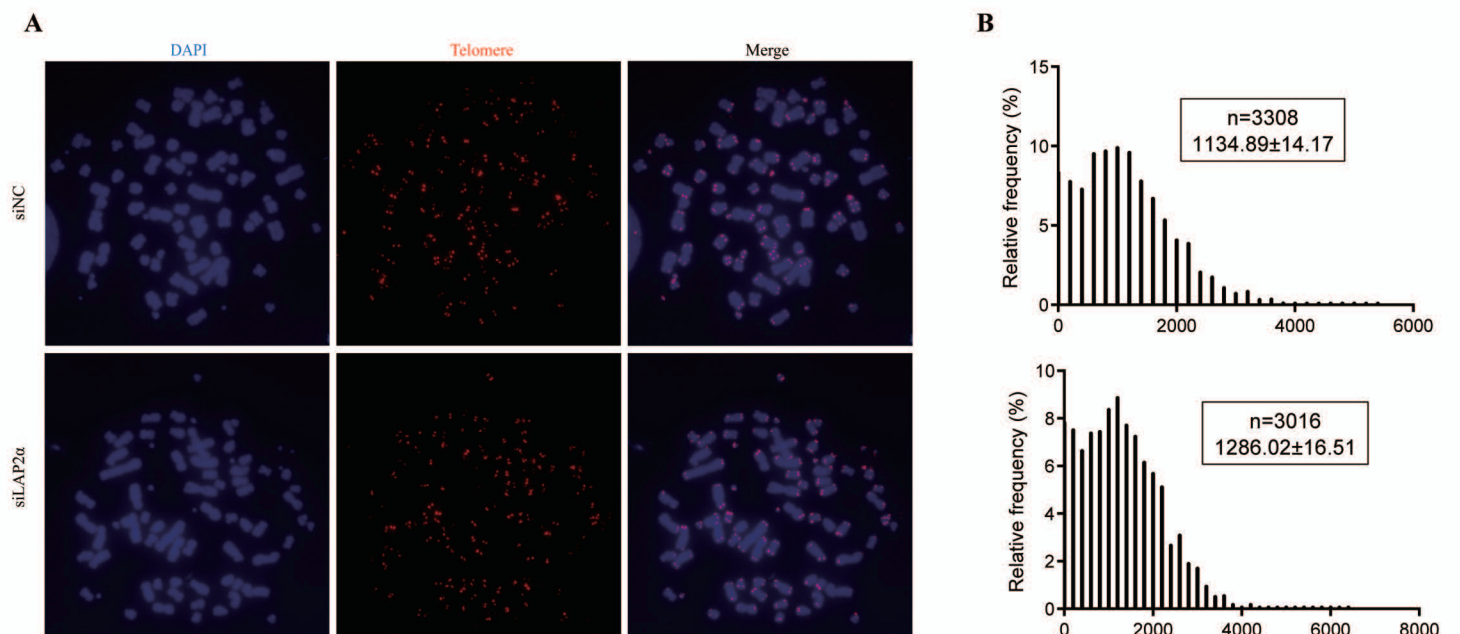 A
B
DAPI
Telomere
Merge
siNC
siLAP2α
Relative frequency (%)
15
10
5
0
n=3308
1134.89±14.17
0
2000
4000
6000
Relative frequency (%)
10
8
6
4
2
0
n=3016
1286.02±16.51
0
2000
4000
6000
8000